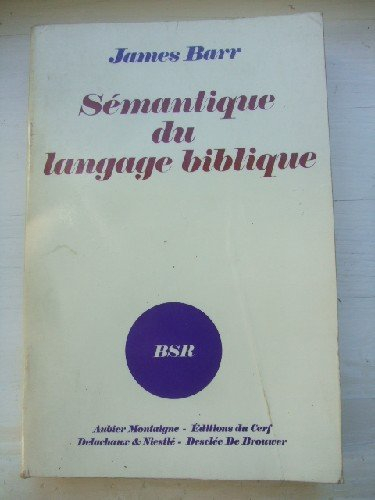 James Barr
Sémantique
du
langage biblique
BSR
Aubier Montaigne - Éditions du Cerf
Delachaux & Niestlé - Desclée De Brouwer